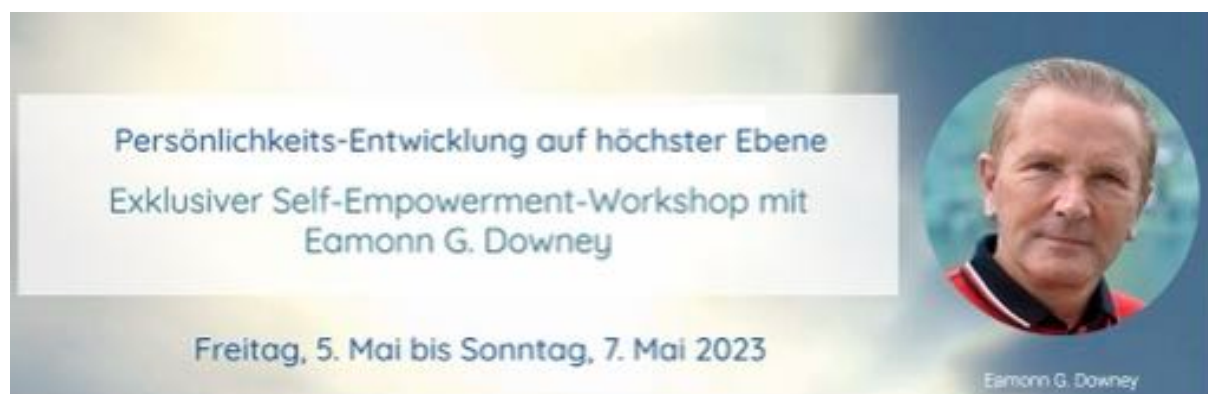 Persönlichkeits-Entwicklung auf höchster Ebene
Exklusiver Self-Empowerment-Workshop mit
Eamonn G. Downey
Freitag, 5. Mai bis Sonntag, 7. Mai 2023
Eamonn G. Downey